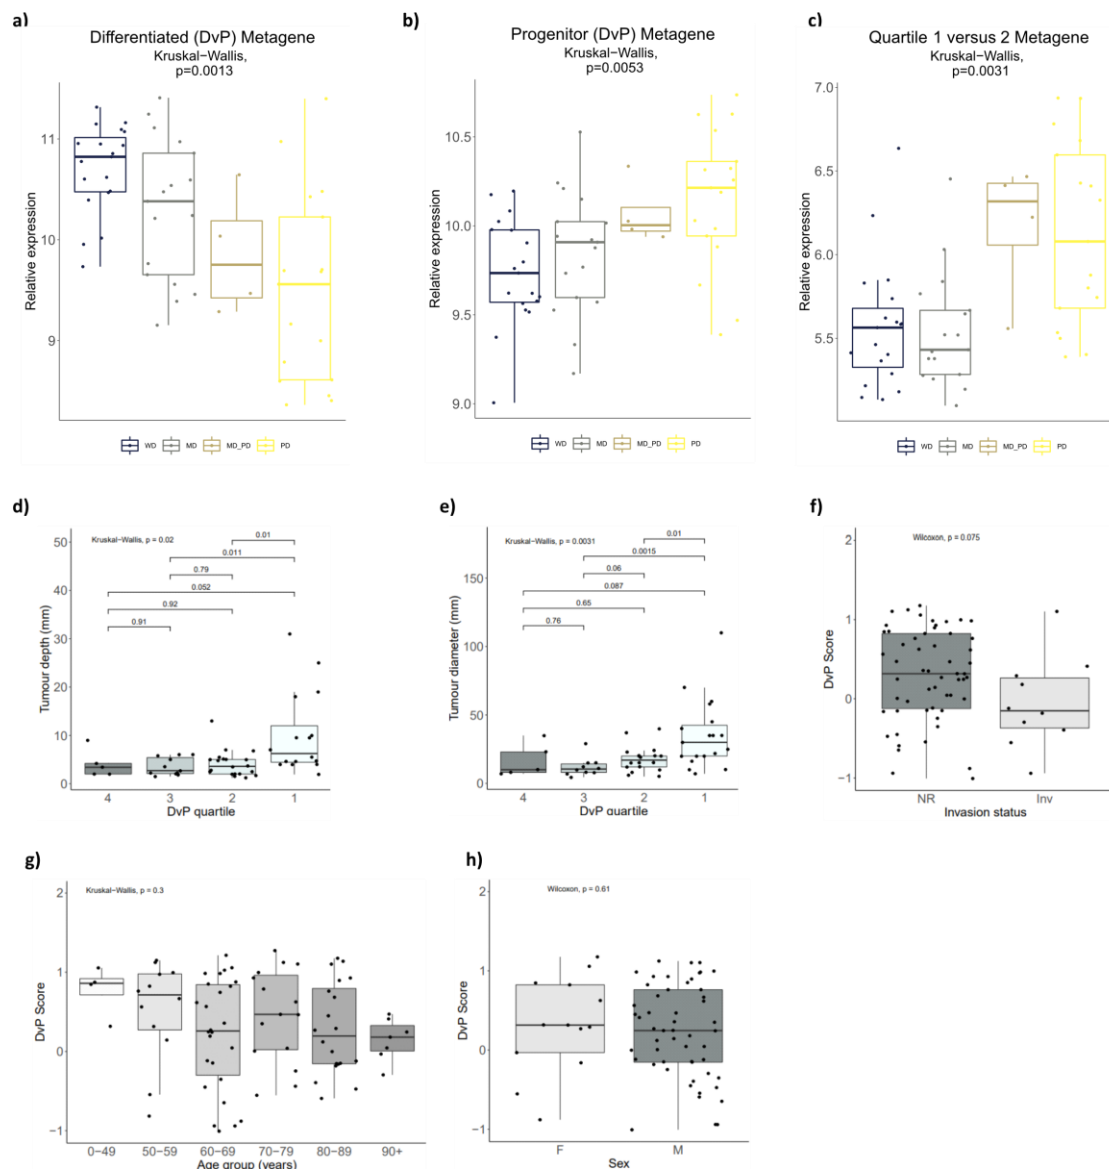 a)
Differentiated (DvP) Metagene
Kruskal−Wallis,
p=0.0013
11
10
9
Relative expression
WD MD MD_PD PD
b)
Progenitor (DvP) Metagene
Kruskal−Wallis,
p=0.0053
10.5
10.0
9.5
9.0
Relative expression
WD MD MD_PD PD
c)
Quartile 1 versus 2 Metagene
Kruskal−Wallis,
p=0.0031
7.0
6.5
6.0
5.5
Relative expression
WD MD MD_PD PD
d)
Kruskal−Wallis, p = 0.02
0.01
0.011
0.79
0.052
0.92
0.91
50
40
30
20
10
0
Tumour depth (mm)
4 3 2 1
DvP quartile
e)
Kruskal−Wallis, p = 0.0031
0.01
0.0015
0.06
0.087
0.65
0.76
150
100
50
0
Tumour diameter (mm)
4 3 2 1
DvP quartile
f)
Wilcoxon, p = 0.075
2
1
0
−1
DvP Score
NR Inv
Invasion status
g)
Kruskal−Wallis, p = 0.3
2
1
0
−1
DvP Score
0−49 50−59 60−69 70−79 80−89 90+
Age group (years)
h)
Wilcoxon, p = 0.61
2
1
0
−1
DvP Score
F M
Sex